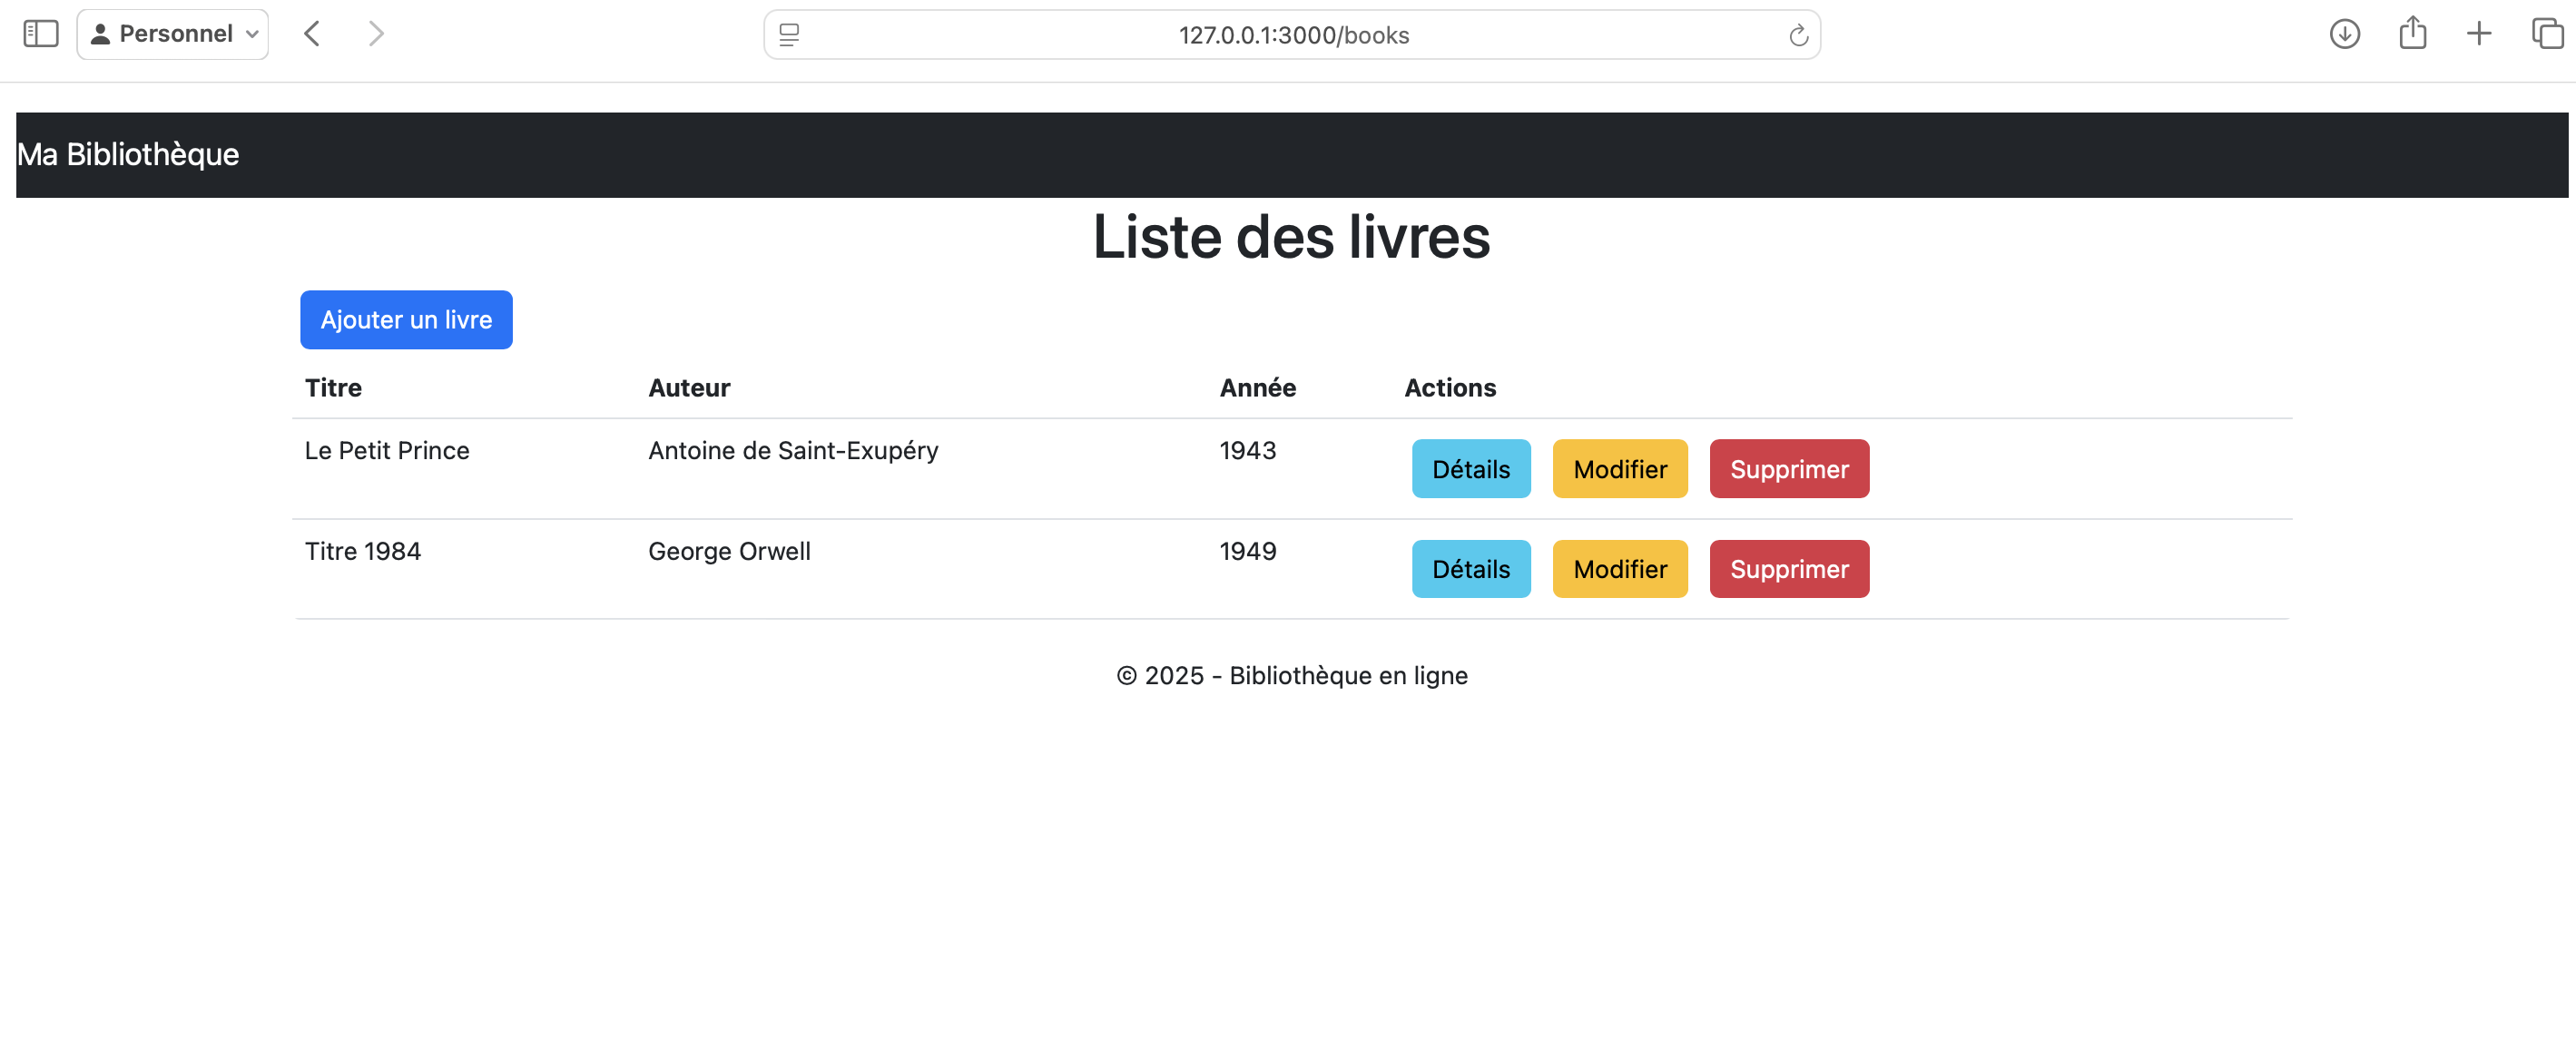 Personnel
127.0.0.1:3000/books
Ma Bibliothèque
Liste des livres
Ajouter un livre
Titre Auteur Année Actions
Le Petit Prince Antoine de Saint-Exupéry 1943 Détails Modifier Supprimer
Titre 1984 George Orwell 1949 Détails Modifier Supprimer
© 2025 - Bibliothèque en ligne